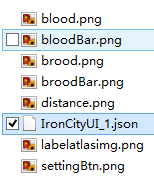 blood.png
bloodBar.png
brood.png
broodBar.png
distance.png
IronCityUI_1.json
labelatlasimg.png
settingBtn.png